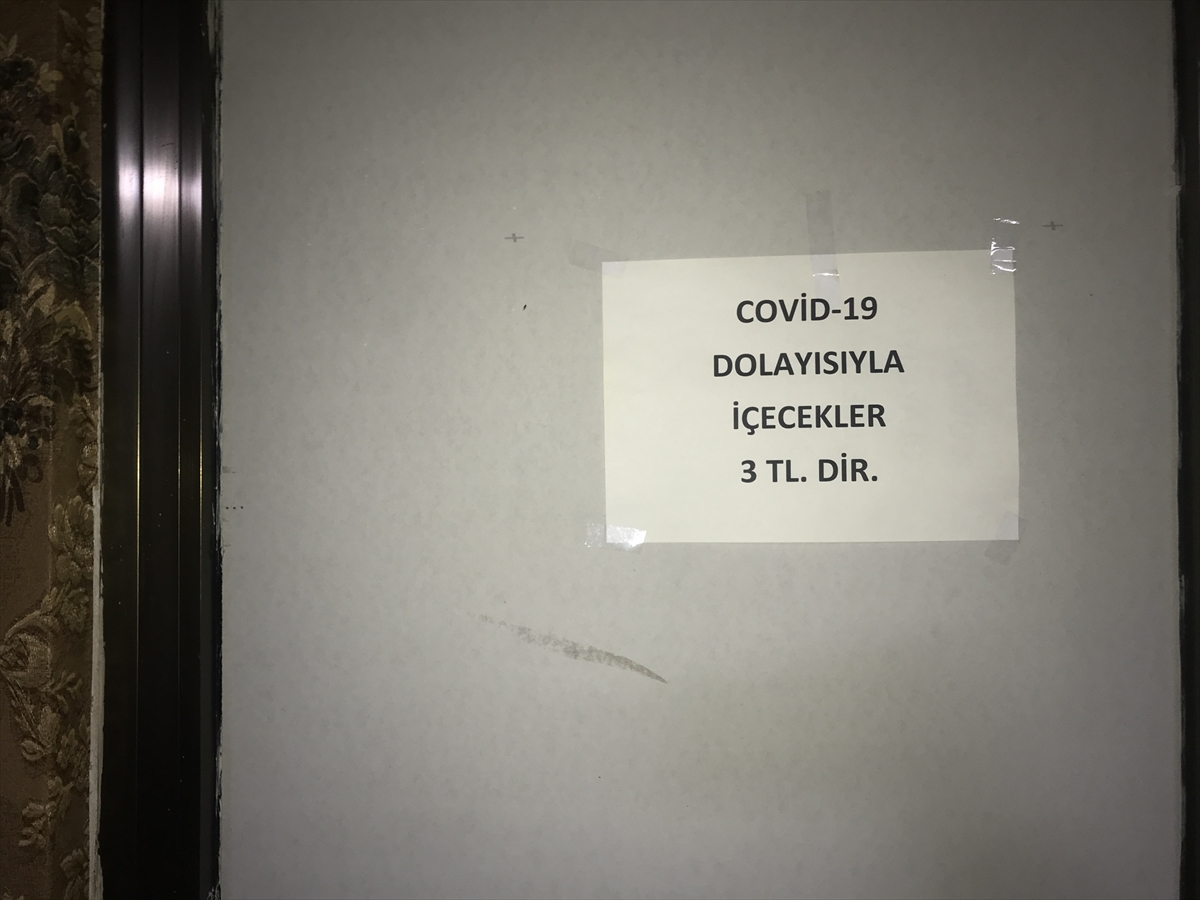 COVİD-19
DOLAYISIYLA
İÇECEKLER
3 TL. DİR.